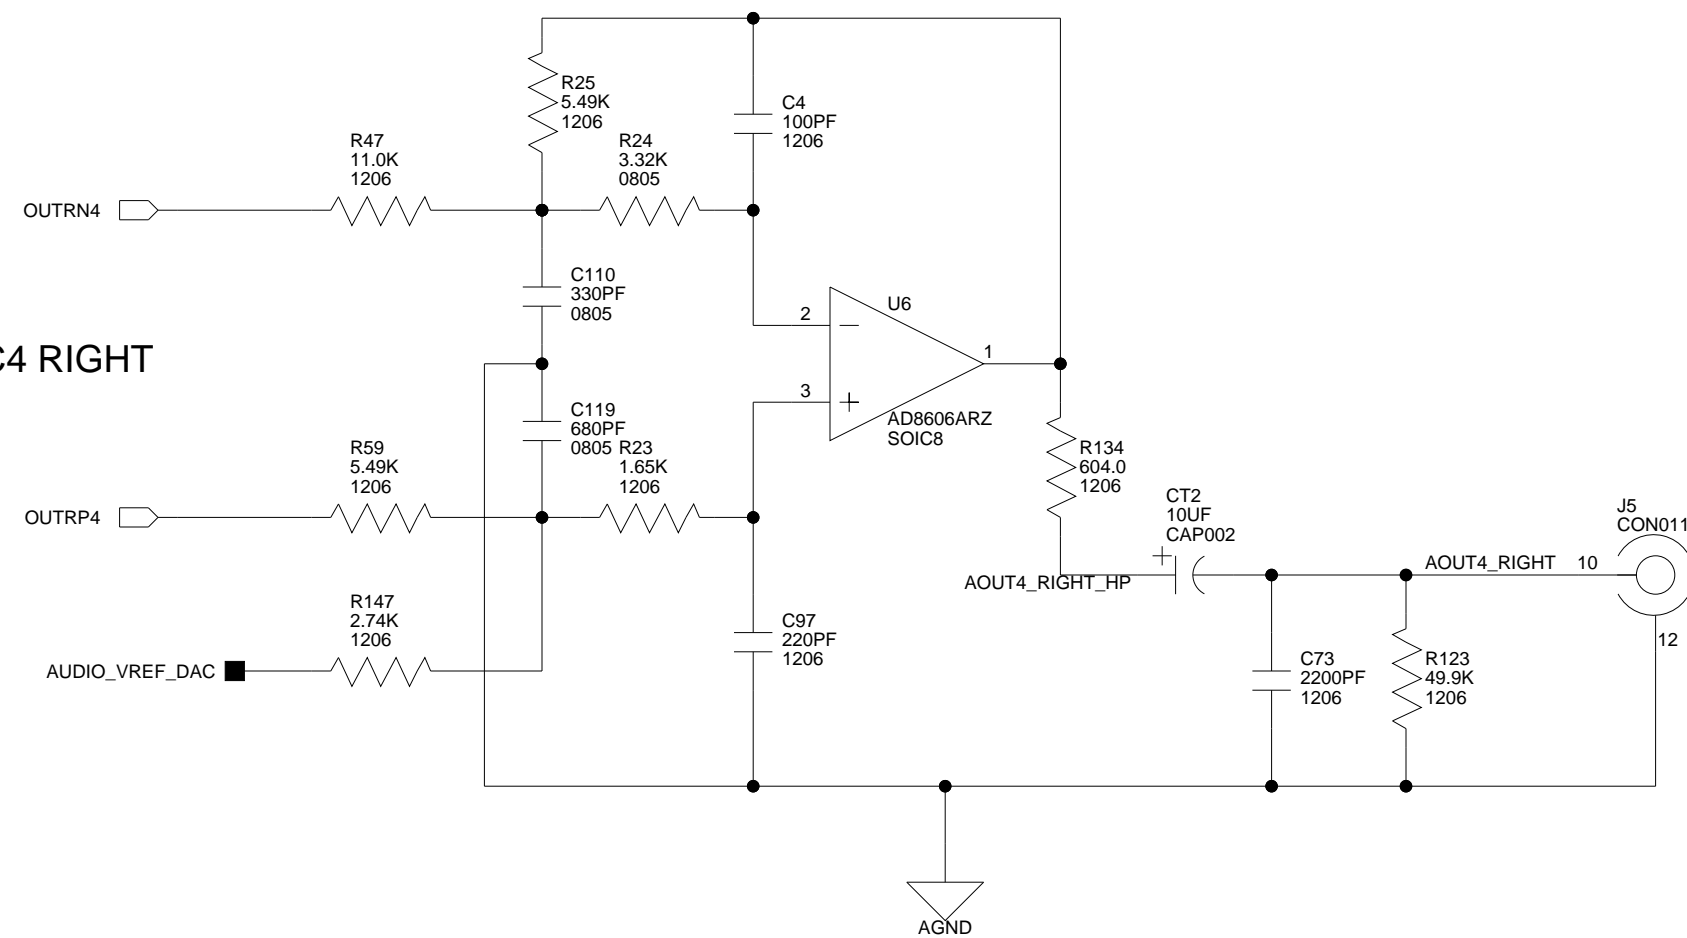 R25
5.49K
1206
C4
100PF
1206
R47
11.0K
1206
R24
3.32K
0805
OUTRN4
C110
330PF
0805
U6
2
1
3
C4 RIGHT
AD8606ARZ
SOIC8
C119
680PF
0805
R23
1.65K
1206
R59
5.49K
1206
OUTRP4
R134
604.0
1206
CT2
10UF
CAP002
J5
CON011
AOUT4_RIGHT
10
AOUT4_RIGHT_HP
R147
2.74K
1206
AUDIO_VREF_DAC
C97
220PF
1206
12
C73
2200PF
1206
R123
49.9K
1206
AGND